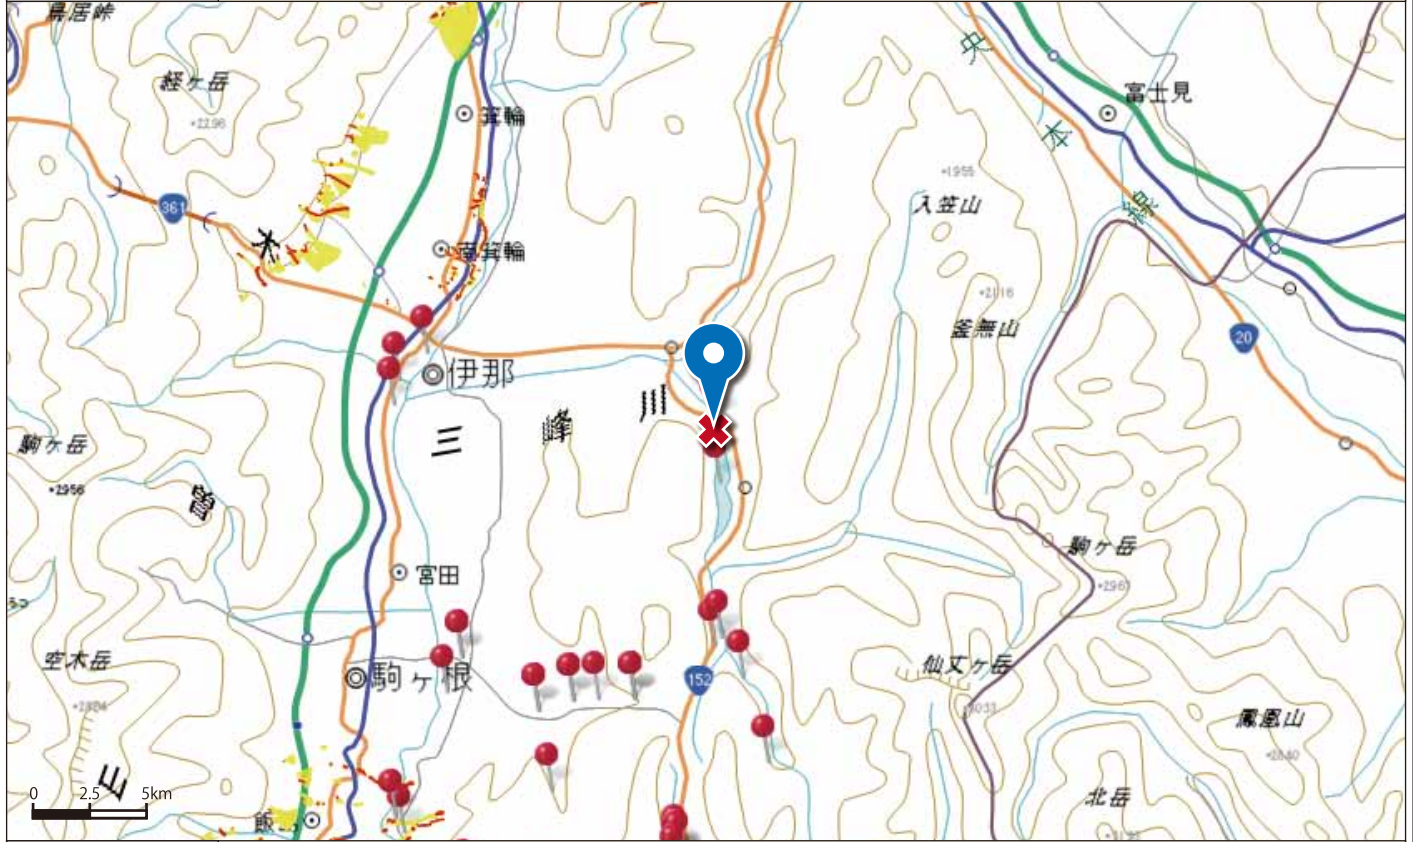 鳥居峠
経ヶ岳
+2296
箕輪
富士見
央
本
線
+1955
入笠山
361
木
南箕輪
+2116
釜無山
20
伊那
川
峰
三
駒ヶ岳
+2956
駒ヶ岳
+2967
宮田
空木岳
+2864
駒ヶ根
152
仙丈ヶ岳
3033
鳳凰山
+2840
山
北岳
0 2.5 5km
飯